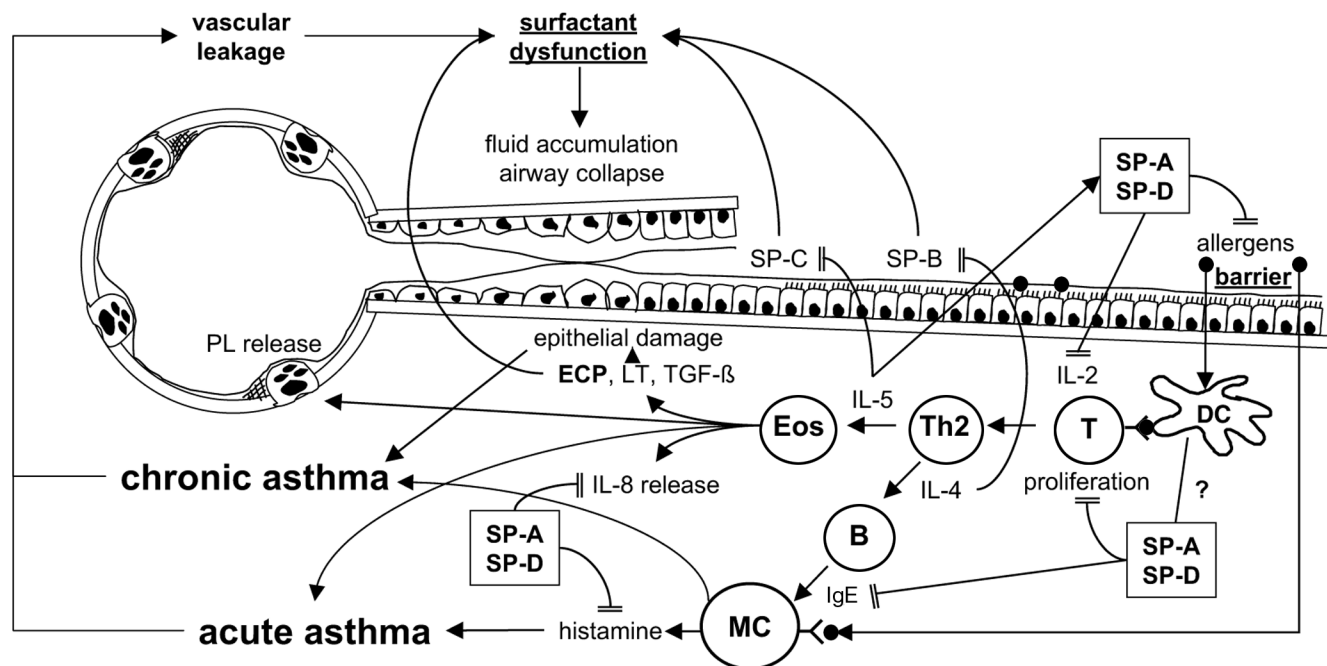 vascular
leakage
surfactant
dysfunction
fluid accumulation
airway collapse
SP-A
SP-D
allergens
barrier
SP-C
SP-B
PL release
epithelial damage
ECP, LT, TGF-ß
IL-2
IL-5
Eos
Th2
T
DC
chronic asthma
IL-8 release
IL-4
proliferation
?
SP-A
SP-D
B
SP-A
SP-D
IgE
acute asthma
histamine
MC